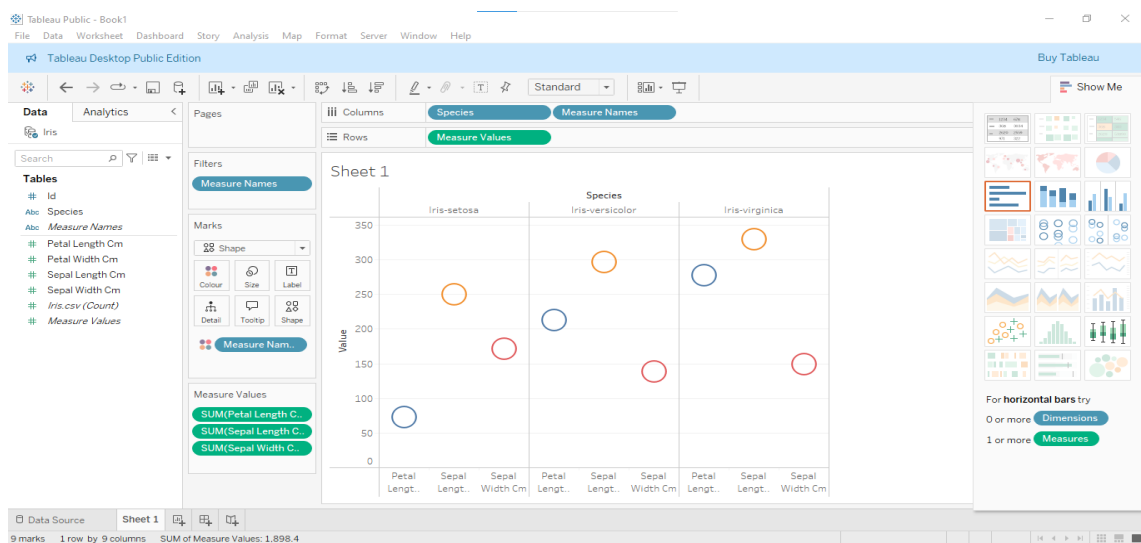 Tableau Public - Book1
File Data Worksheet Dashboard Story Analysis Map Format Server Window Help
Tableau Desktop Public Edition Buy Tableau
Standard Show Me
Data Analytics
Iris
Search
Tables
# Id
Abc Species
Abc Measure Names
# Petal Length Cm
# Petal Width Cm
# Sepal Length Cm
# Sepal Width Cm
# Iris.csv (Count)
# Measure Values
Pages
Filters
Measure Names
Marks
Shape
Colour Size Label
Detail Tooltip Shape
Measure Nam..
Measure Values
SUM(Petal Length C..
SUM(Sepal Length C..
SUM(Sepal Width C..
Columns Species Measure Names
Rows Measure Values
Sheet 1
Species
Iris-setosa Iris-versicolor Iris-virginica
Value
350
300
250
200
150
100
50
0
Petal Sepal Sepal Petal Sepal Sepal Petal Sepal Sepal
Lengt.. Lengt.. Width Cm Lengt.. Lengt.. Width Cm Lengt.. Lengt.. Width Cm
For horizontal bars try
0 or more Dimensions
1 or more Measures
Data Source Sheet 1
9 marks 1 row by 9 columns SUM of Measure Values: 1,898.4